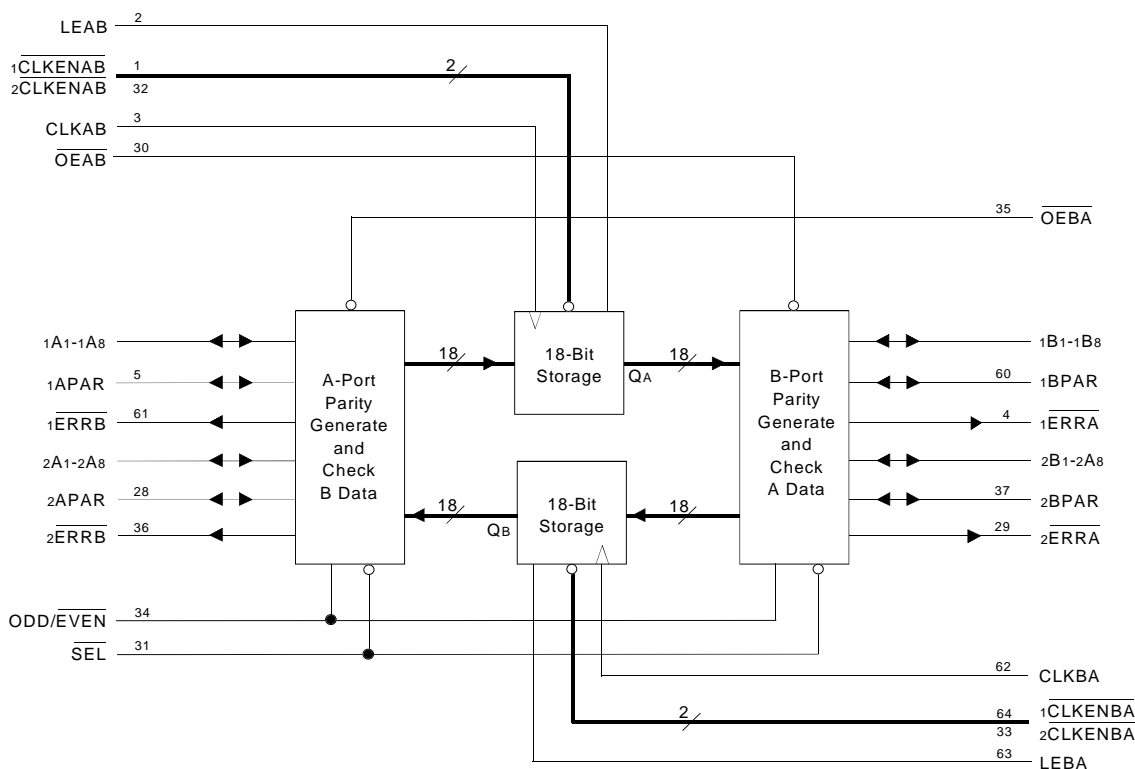 LEAB 2
1CLKENAB 1
2CLKENAB 32
2
CLKAB 3
OEAB 30
35 OEBA
1A1-1A8
1APAR 5
1ERRB 61
2A1-2A8
2APAR 28
2ERRB 36
A-Port
Parity
Generate
and
Check
B Data
18
18-Bit
Storage
QA
18
B-Port
Parity
Generate
and
Check
A Data
18
QB
18-Bit
Storage
18
1B1-1B8
60 1BPAR
4 1ERRA
2B1-2A8
37 2BPAR
29 2ERRA
ODD/EVEN 34
SEL 31
62 CLKBA
2
64 1CLKENBA
33 2CLKENBA
63 LEBA